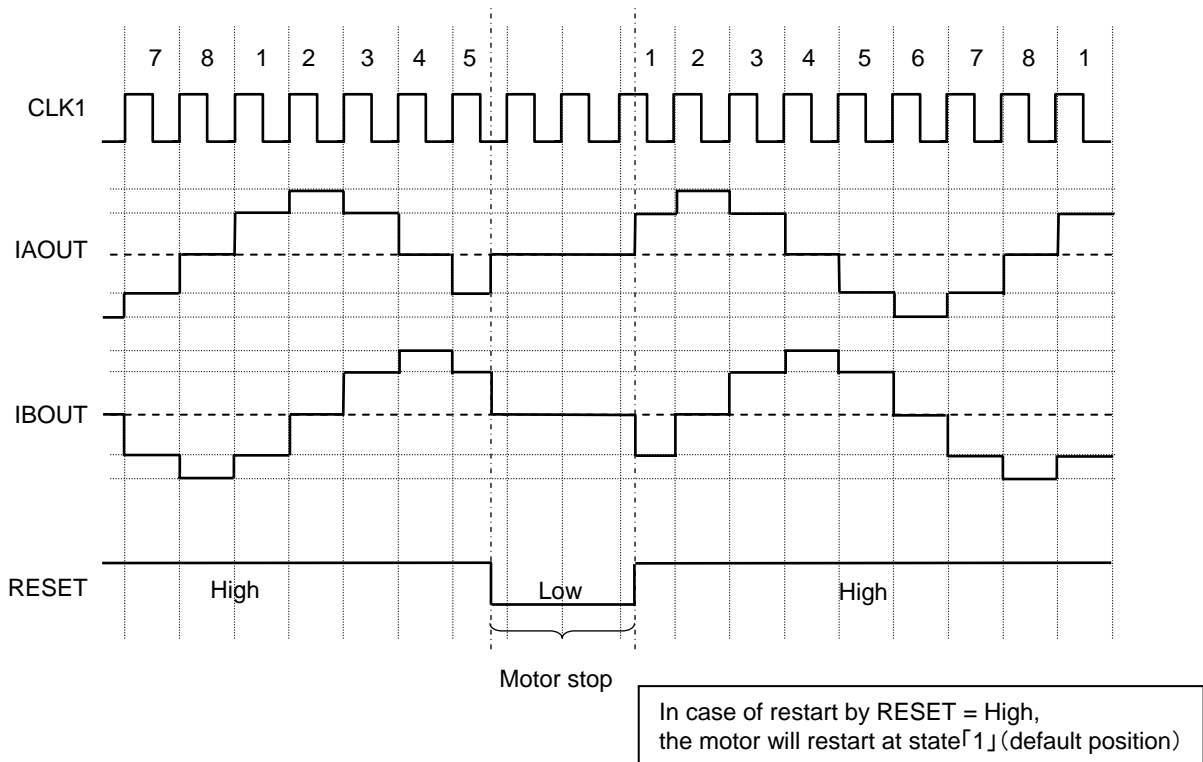 7 8 1 2 3 4 5 1 2 3 4 5 6 7 8 1
CLK1
IAOUT
IBOUT
RESET
High Low High
Motor stop
In case of restart by RESET = High,
the motor will restart at state「1」(default position)